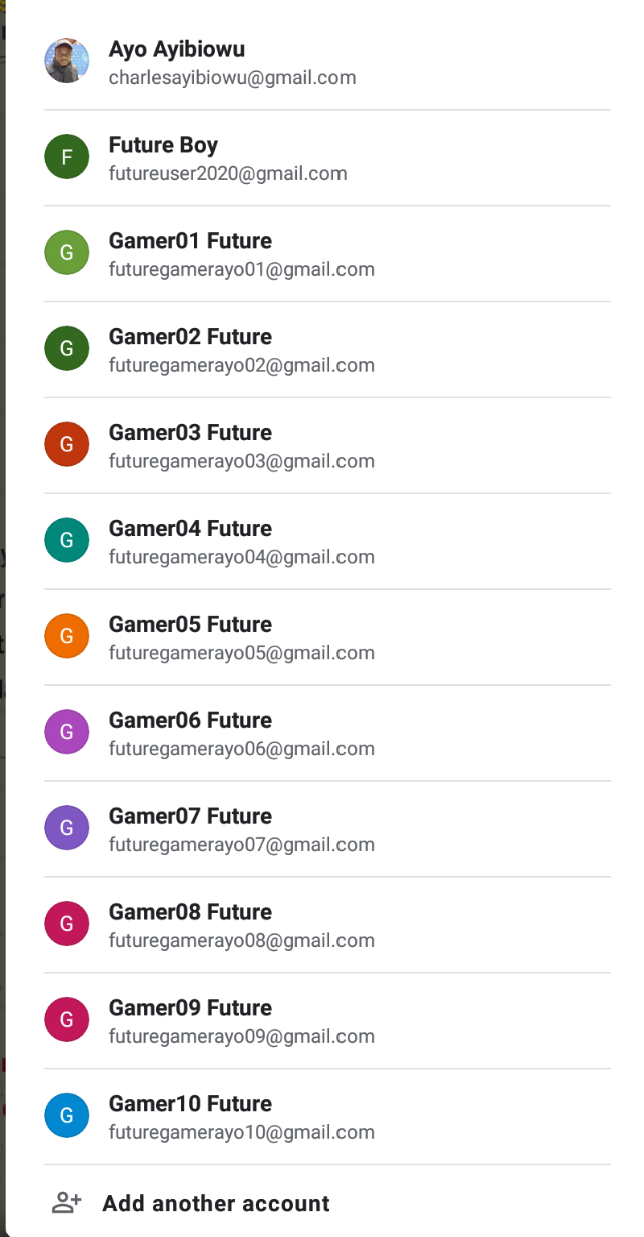 Ayo Ayibiowu
charlesayibiowu@gmail.com
F
Future Boy
futureuser2020@gmail.com
G
Gamer01 Future
futuregamerayo01@gmail.com
G
Gamer02 Future
futuregamerayo02@gmail.com
G
Gamer03 Future
futuregamerayo03@gmail.com
G
Gamer04 Future
futuregamerayo04@gmail.com
G
Gamer05 Future
futuregamerayo05@gmail.com
G
Gamer06 Future
futuregamerayo06@gmail.com
G
Gamer07 Future
futuregamerayo07@gmail.com
G
Gamer08 Future
futuregamerayo08@gmail.com
G
Gamer09 Future
futuregamerayo09@gmail.com
G
Gamer10 Future
futuregamerayo10@gmail.com
Add another account